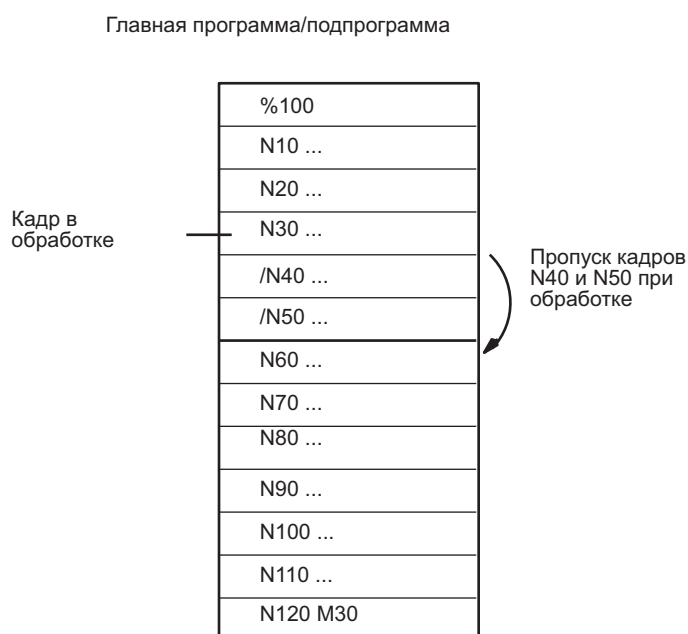 Главная программа/подпрограмма
%100
N10 ...
N20 ...
Кадр в
обработке
N30 ...
/N40 ...
/N50 ...
Пропуск кадров
N40 и N50 при
обработке
N60 ...
N70 ...
N80 ...
N90 ...
N100 ...
N110 ...
N120 M30